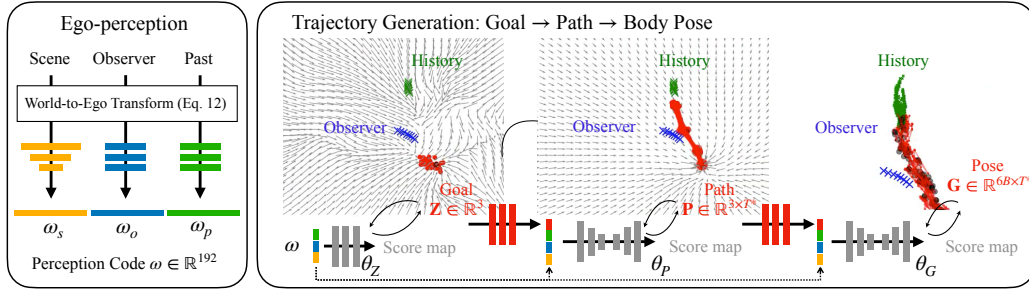 Ego-perception
Scene Observer Past
World-to-Ego Transform (Eq. 12)
ω_s ω_o ω_p
Perception Code ω ∈ ℝ^192
Trajectory Generation: Goal → Path → Body Pose
History
Observer
Goal
Z ∈ ℝ^3
ω
θ_Z
Score map
History
Observer
Path
P ∈ ℝ^{3×T*}
θ_P
Score map
History
Observer
Pose
G ∈ ℝ^{6B×T*}
θ_G
Score map